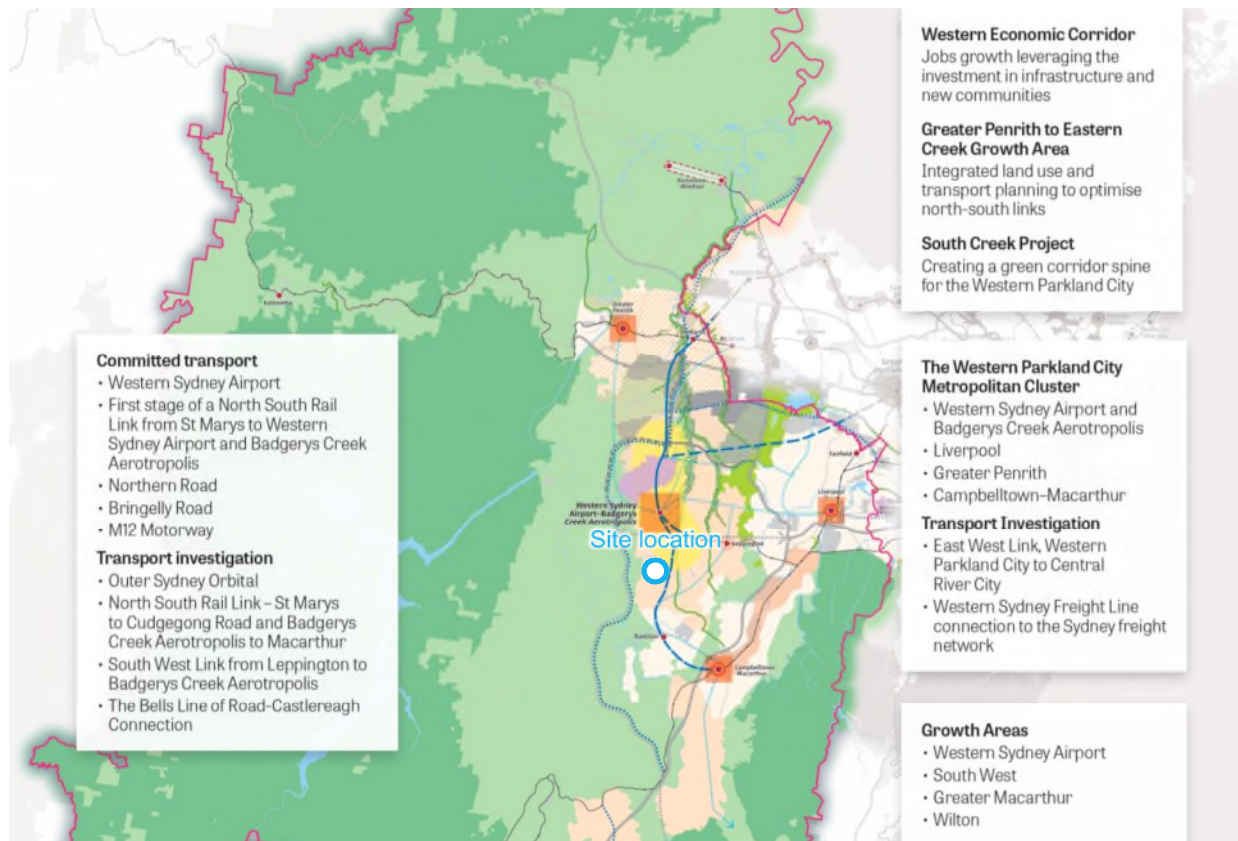 Western Economic Corridor
Jobs growth leveraging the
investment in infrastructure and
new communities
Greater Penrith to Eastern
Creek Growth Area
Integrated land use and
transport planning to optimise
north-south links
South Creek Project
Creating a green corridor spine
for the Western Parkland City
Richmond-
Windsor
Katoomba
Greater
Penrith
Committed transport
• Western Sydney Airport
• First stage of a North South Rail
Link from St Marys to Western
Sydney Airport and Badgerys Creek
Aerotropolis
• Northern Road
• Bringelly Road
• M12 Motorway
Transport investigation
• Outer Sydney Orbital
• North South Rail Link – St Marys
to Cudgegong Road and Badgerys
Creek Aerotropolis to Macarthur
• South West Link from Leppington to
Badgerys Creek Aerotropolis
• The Bells Line of Road-Castlereagh
Connection
Fairfield
Liverpool
Western Sydney
Airport-Badgerys
Creek Aerotropolis
Leppington
Site location
Narellan
Campbelltown
-Macarthur
The Western Parkland City
Metropolitan Cluster
• Western Sydney Airport and
Badgerys Creek Aerotropolis
• Liverpool
• Greater Penrith
• Campbelltown–Macarthur
Transport Investigation
• East West Link, Western
Parkland City to Central
River City
• Western Sydney Freight Line
connection to the Sydney freight
network
Growth Areas
• Western Sydney Airport
• South West
• Greater Macarthur
• Wilton